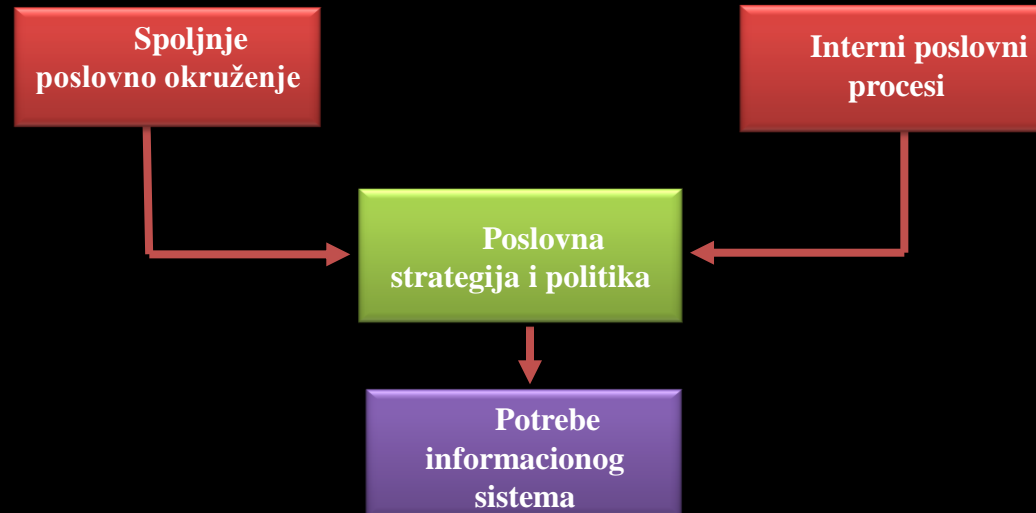 Spoljnje
poslovno okruženje
Interni poslovni
procesi
Poslovna
strategija i politika
Potrebe
informacionog
sistema